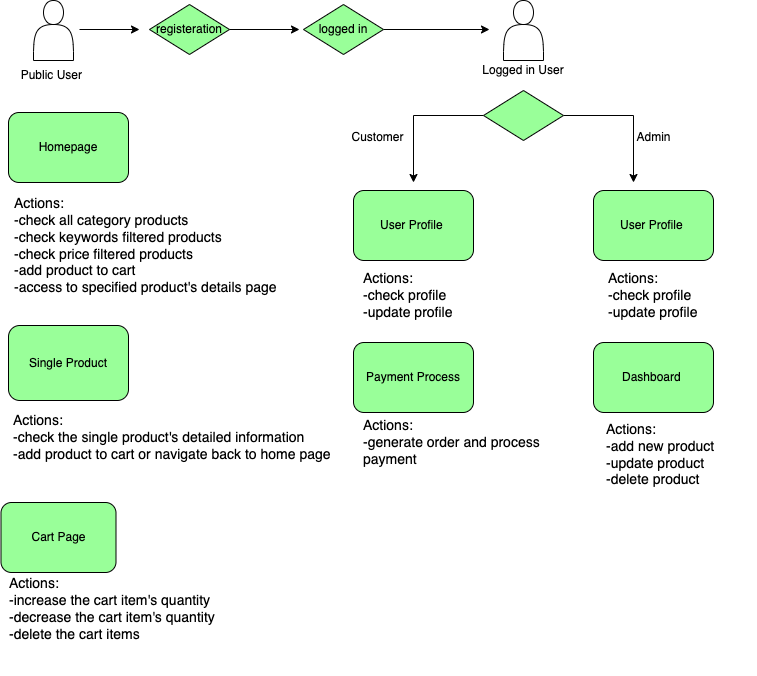 registeration
logged in
Public User
Logged in User
Customer
Admin
Homepage
Actions:
-check all category products
-check keywords filtered products
-check price filtered products
-add product to cart
-access to specified product's details page
User Profile
Actions:
-check profile
-update profile
User Profile
Actions:
-check profile
-update profile
Single Product
Actions:
-check the single product's detailed information
-add product to cart or navigate back to home page
Payment Process
Actions:
-generate order and process
payment
Dashboard
Actions:
-add new product
-update product
-delete product
Cart Page
Actions:
-increase the cart item's quantity
-decrease the cart item's quantity
-delete the cart items